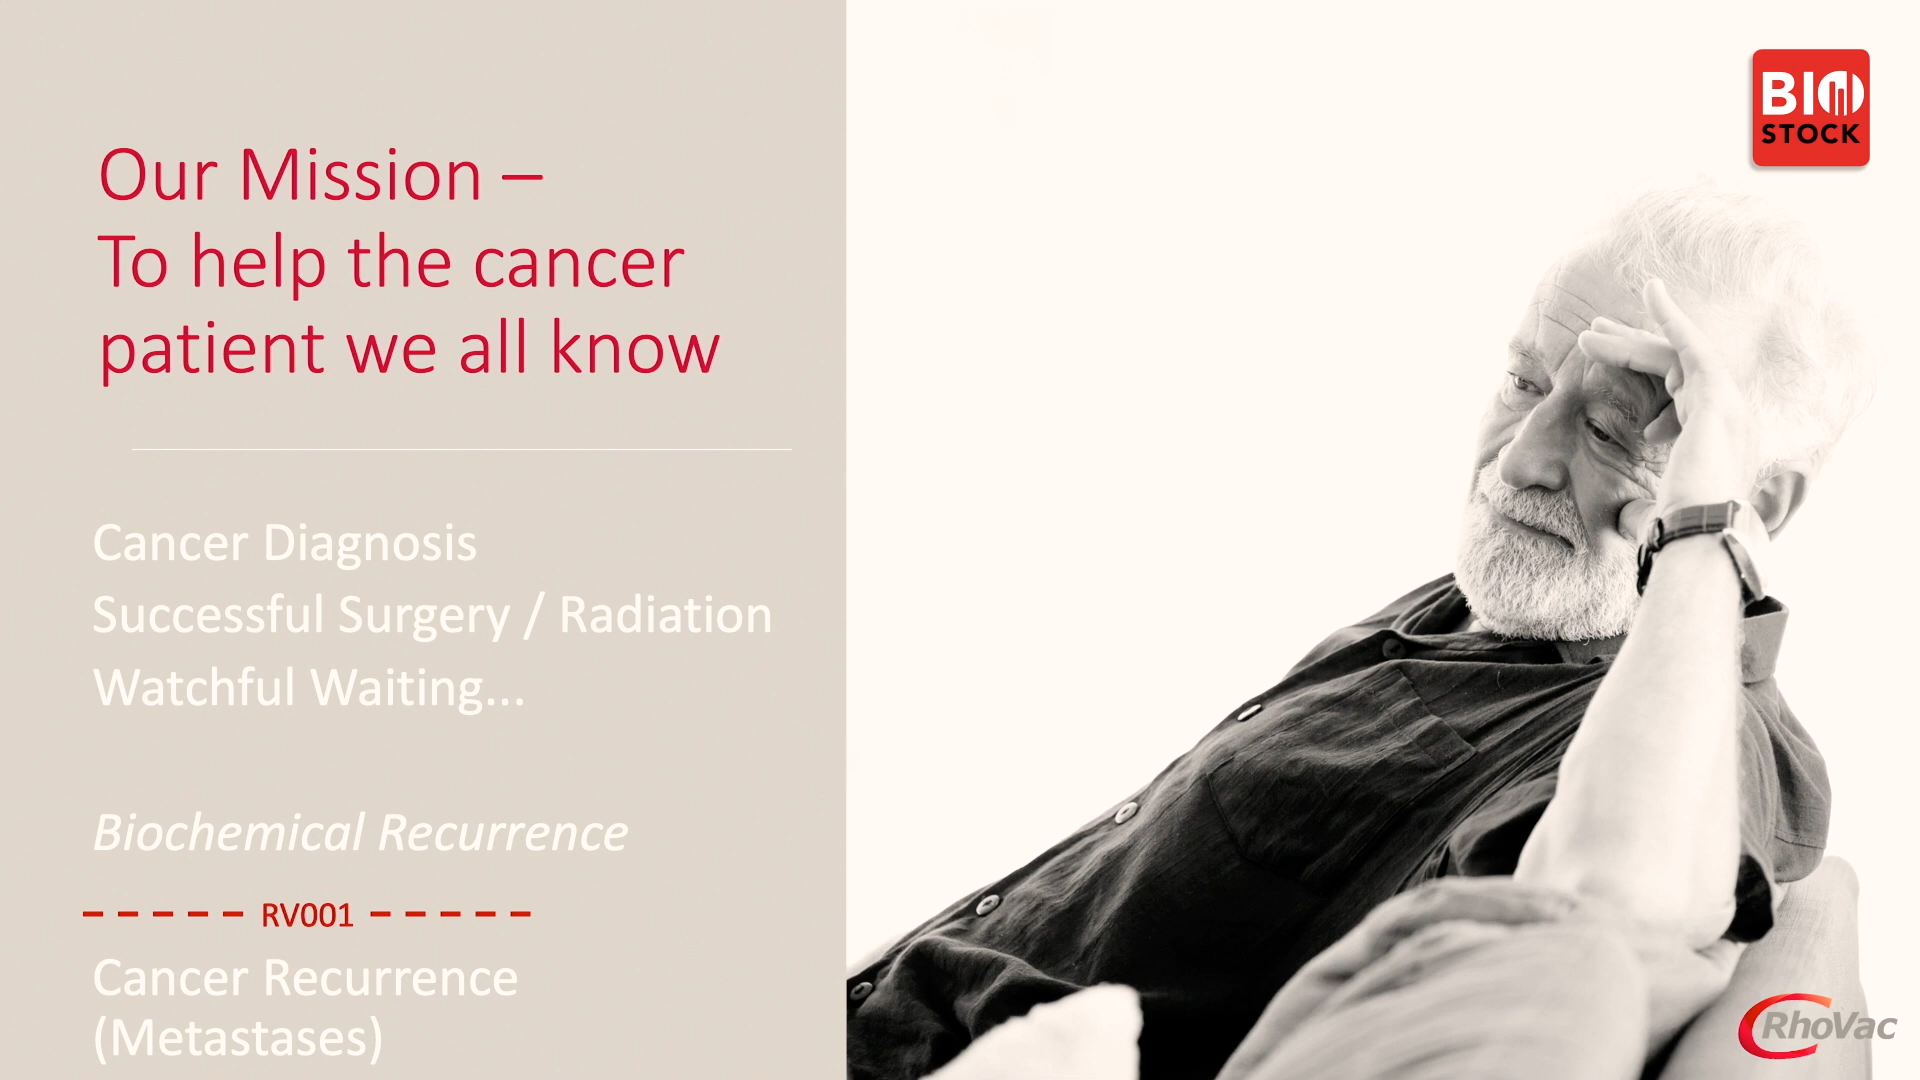 BIO
STOCK
Our Mission –
To help the cancer
patient we all know
Cancer Diagnosis
Successful Surgery / Radiation
Watchful Waiting...
Biochemical Recurrence
RV001
Cancer Recurrence
(Metastases)
RhoVac